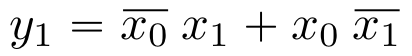 y₁ = x̅₀ x₁ + x₀ x̅₁